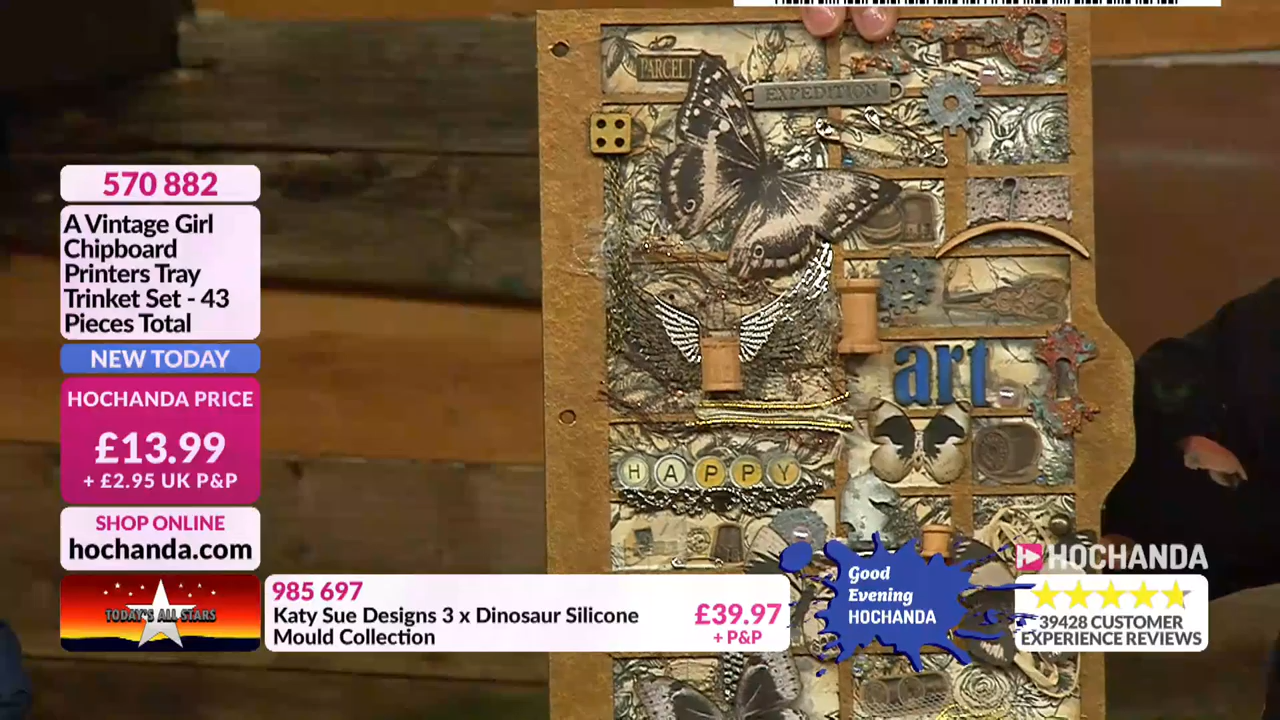 PARCEL
EXPEDITION
570 882
A Vintage Girl
Chipboard
Printers Tray
Trinket Set - 43
Pieces Total
NEW TODAY
HOCHANDA PRICE
£13.99
+ £2.95 UK P&P
SHOP ONLINE
hochanda.com
art
HAPPY
TODAY'S ALL STARS
985 697
Katy Sue Designs 3 x Dinosaur Silicone
Mould Collection
£39.97
+ P&P
Good
Evening
HOCHANDA
HOCHANDA
39428 CUSTOMER
EXPERIENCE REVIEWS